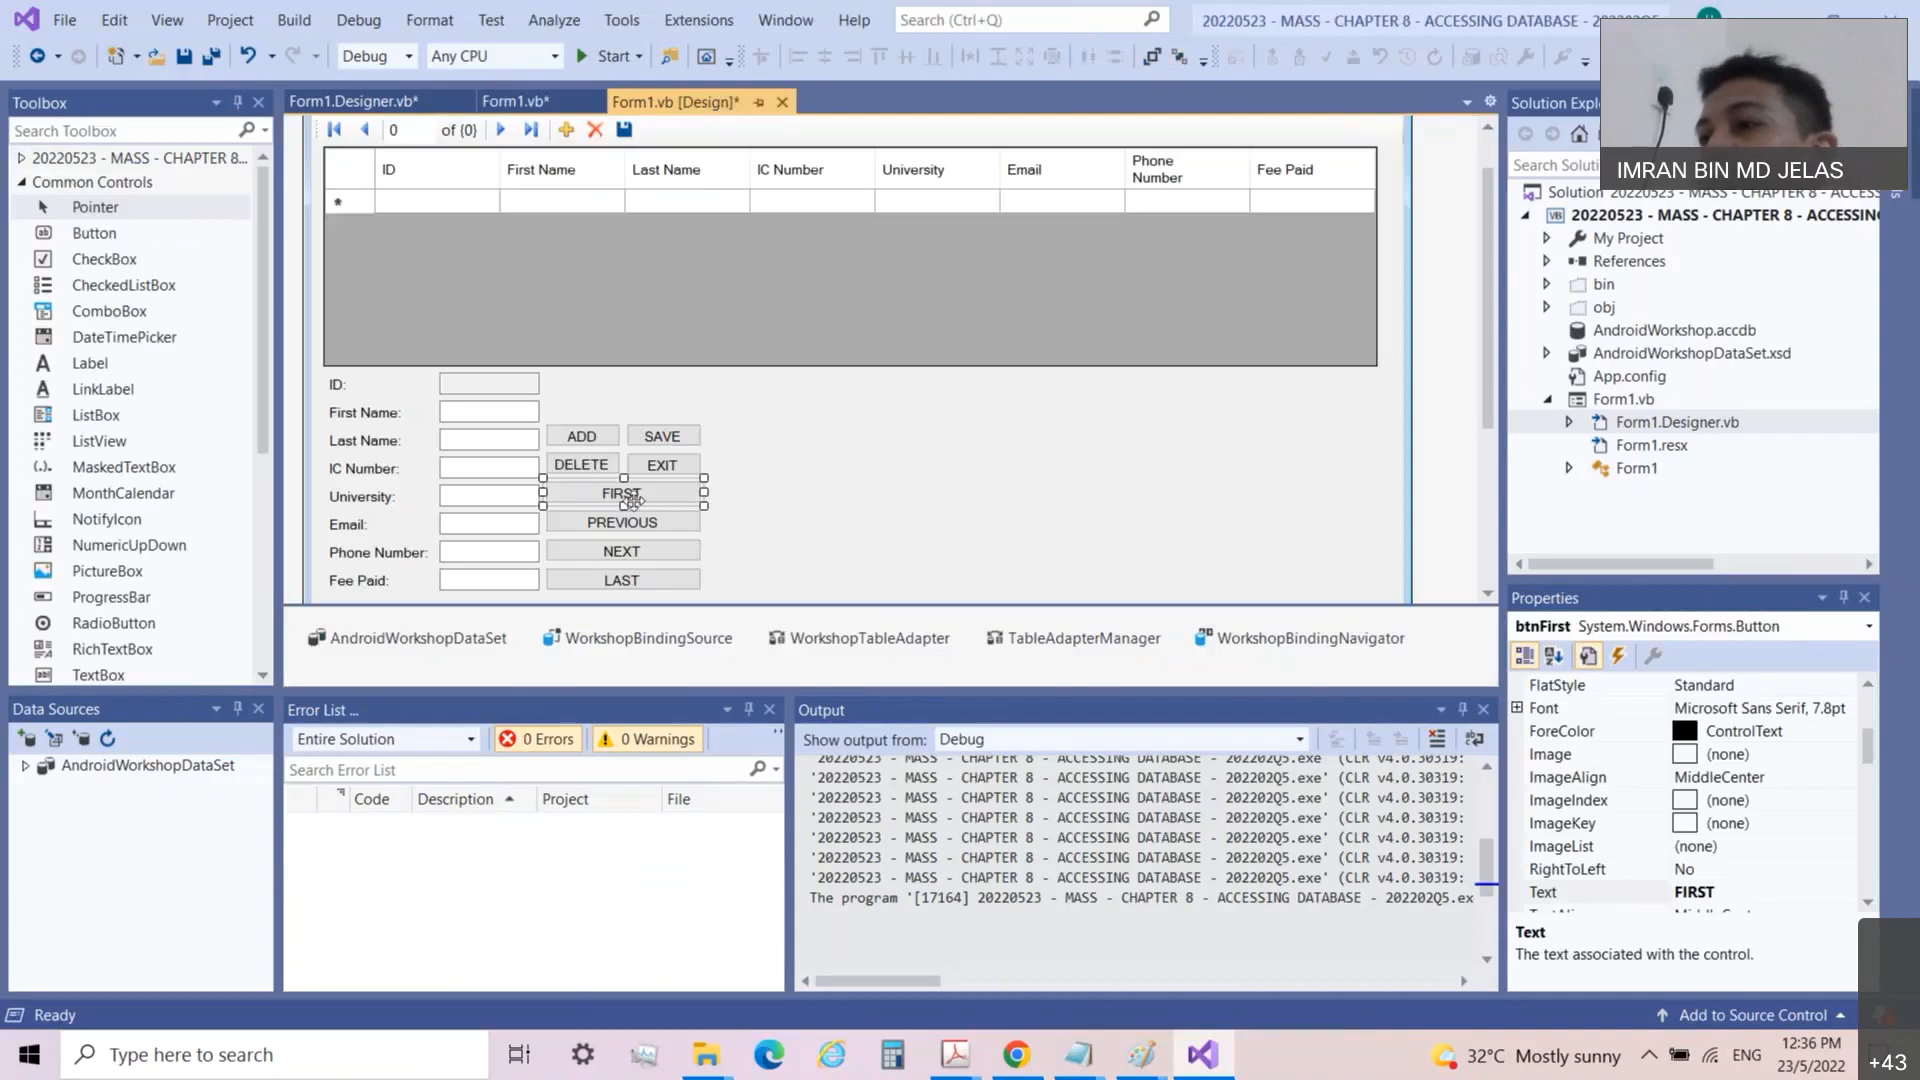 File Edit View Project Build Debug Format Test Analyze Tools Extensions Window Help Search (Ctrl+Q) 20220523 - MASS - CHAPTER 8 - ACCESSING DATABASE -
Debug Any CPU Start
Toolbox
Search Toolbox
20220523 - MASS - CHAPTER 8...
Common Controls
Pointer
Button
CheckBox
CheckedListBox
ComboBox
DateTimePicker
Label
LinkLabel
ListBox
ListView
MaskedTextBox
MonthCalendar
NotifyIcon
NumericUpDown
PictureBox
ProgressBar
RadioButton
RichTextBox
TextBox
Form1.Designer.vb* Form1.vb* Form1.vb [Design]*
0 of {0}
ID First Name Last Name IC Number University Email Phone Number Fee Paid
*
ID:
First Name:
Last Name: ADD SAVE
IC Number: DELETE EXIT
University: FIRST
Email: PREVIOUS
Phone Number: NEXT
Fee Paid: LAST
AndroidWorkshopDataSet WorkshopBindingSource WorkshopTableAdapter TableAdapterManager WorkshopBindingNavigator
Solution Explo
IMRAN BIN MD JELAS
Search Soluti
Solution 20220523 - MASS - CHAPTER 8 - ACCESS
20220523 - MASS - CHAPTER 8 - ACCESSIN
My Project
References
bin
obj
AndroidWorkshop.accdb
AndroidWorkshopDataSet.xsd
App.config
Form1.vb
Form1.Designer.vb
Form1.resx
Form1
Properties
btnFirst System.Windows.Forms.Button
FlatStyle Standard
Font Microsoft Sans Serif, 7.8pt
ForeColor ControlText
Image (none)
ImageAlign MiddleCenter
ImageIndex (none)
ImageKey (none)
ImageList (none)
RightToLeft No
Text FIRST
Text
The text associated with the control.
Data Sources
AndroidWorkshopDataSet
Error List ...
Entire Solution 0 Errors 0 Warnings
Search Error List
Code Description Project File
Output
Show output from: Debug
'20220523 - MASS - CHAPTER 8 - ACCESSING DATABASE - 202202Q5.exe' (CLR v4.0.30319:
'20220523 - MASS - CHAPTER 8 - ACCESSING DATABASE - 202202Q5.exe' (CLR v4.0.30319:
'20220523 - MASS - CHAPTER 8 - ACCESSING DATABASE - 202202Q5.exe' (CLR v4.0.30319:
'20220523 - MASS - CHAPTER 8 - ACCESSING DATABASE - 202202Q5.exe' (CLR v4.0.30319:
'20220523 - MASS - CHAPTER 8 - ACCESSING DATABASE - 202202Q5.exe' (CLR v4.0.30319:
'20220523 - MASS - CHAPTER 8 - ACCESSING DATABASE - 202202Q5.exe' (CLR v4.0.30319:
'20220523 - MASS - CHAPTER 8 - ACCESSING DATABASE - 202202Q5.exe' (CLR v4.0.30319:
The program '[17164] 20220523 - MASS - CHAPTER 8 - ACCESSING DATABASE - 202202Q5.ex
Ready Add to Source Control
Type here to search 32°C Mostly sunny ENG 12:36 PM
23/5/2022
+43